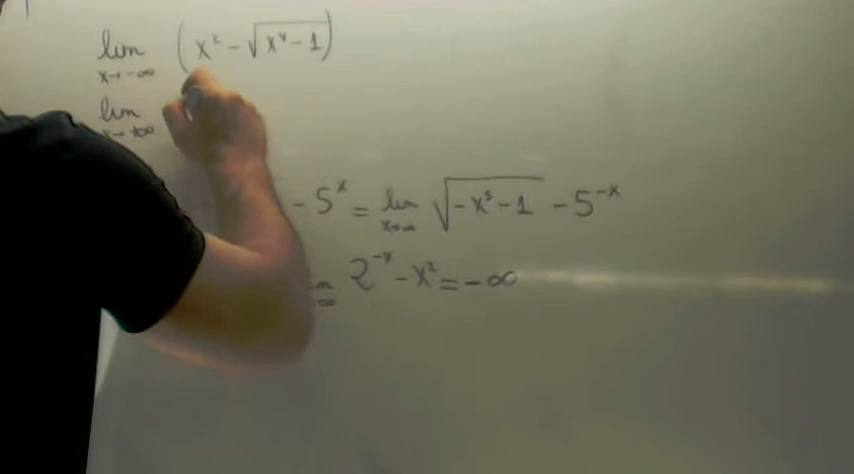 lim (x² - √(x⁴ - 1))
x→-∞
lim
x→+∞
- 5ˣ = lim √(-x⁵ - 1) - 5⁻ˣ
x→∞
2⁻ˣ - x² = -∞